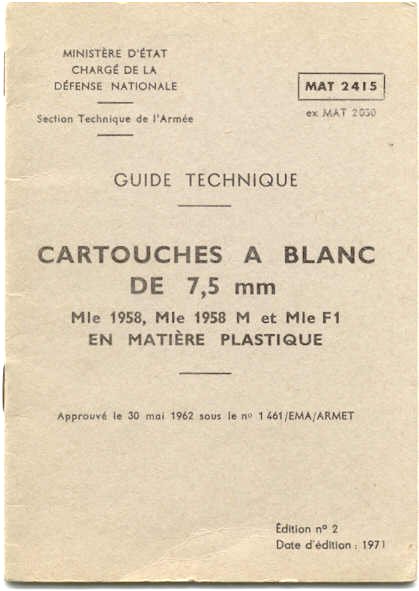 MINISTÈRE D'ÉTAT
CHARGÉ DE LA
DÉFENSE NATIONALE
Section Technique de l'Armée
MAT 2415
ex MAT 2050
GUIDE TECHNIQUE
CARTOUCHES A BLANC
DE 7,5 mm
Mle 1958, Mle 1958 M et Mle F1
EN MATIÈRE PLASTIQUE
Approuvé le 30 mai 1962 sous le nº 1 461/EMA/ARMET
Édition nº 2
Date d'édition : 1971